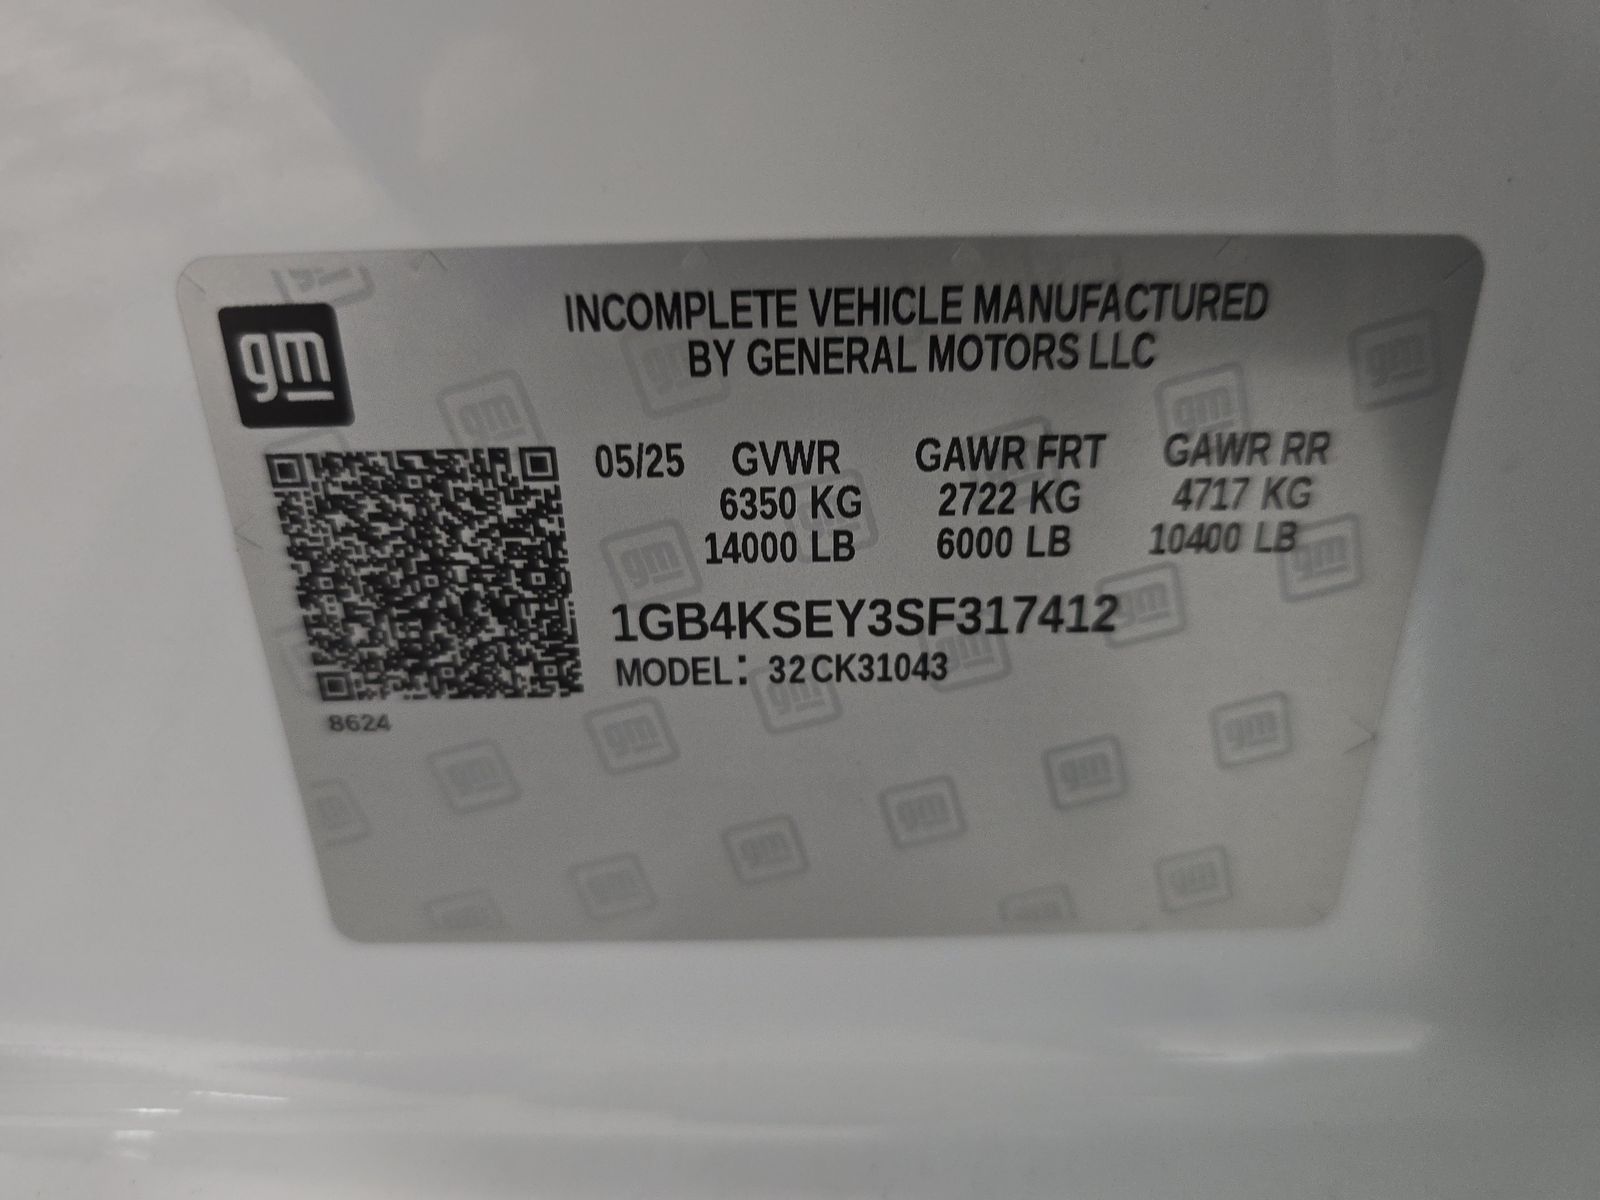 gm
INCOMPLETE VEHICLE MANUFACTURED
BY GENERAL MOTORS LLC
05/25 GVWR GAWR FRT GAWR RR
6350 KG 2722 KG 4717 KG
14000 LB 6000 LB 10400 LB
1GB4KSEY3SF317412
MODEL: 32CK31043
8624